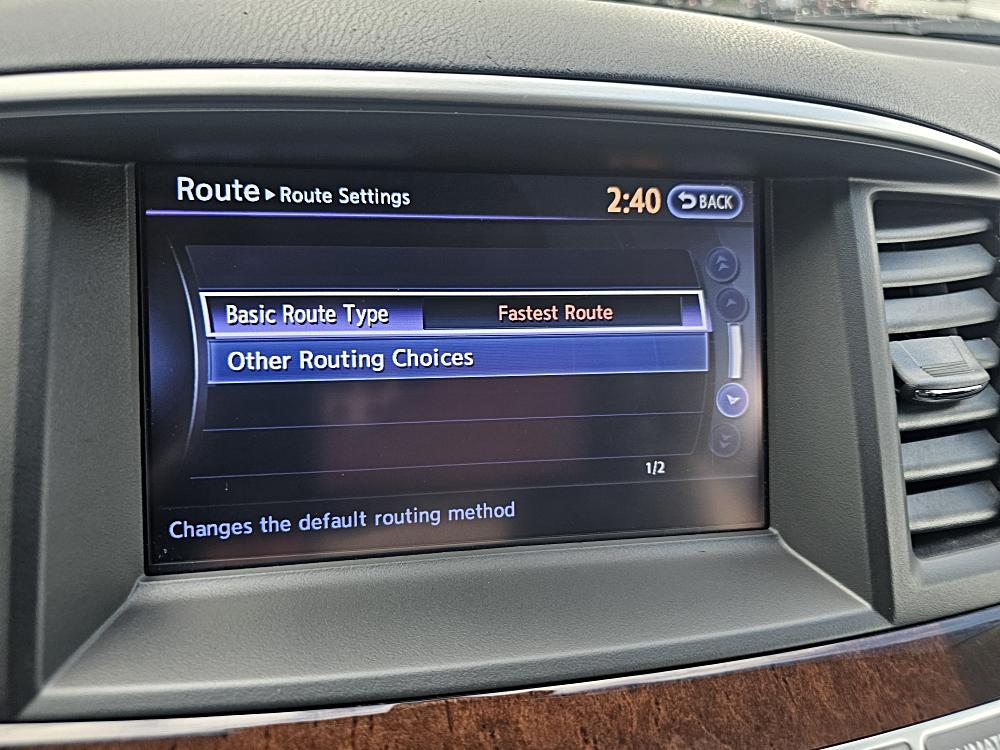 Route ▸ Route Settings 2:40 BACK
Basic Route Type Fastest Route
Other Routing Choices
1/2
Changes the default routing method